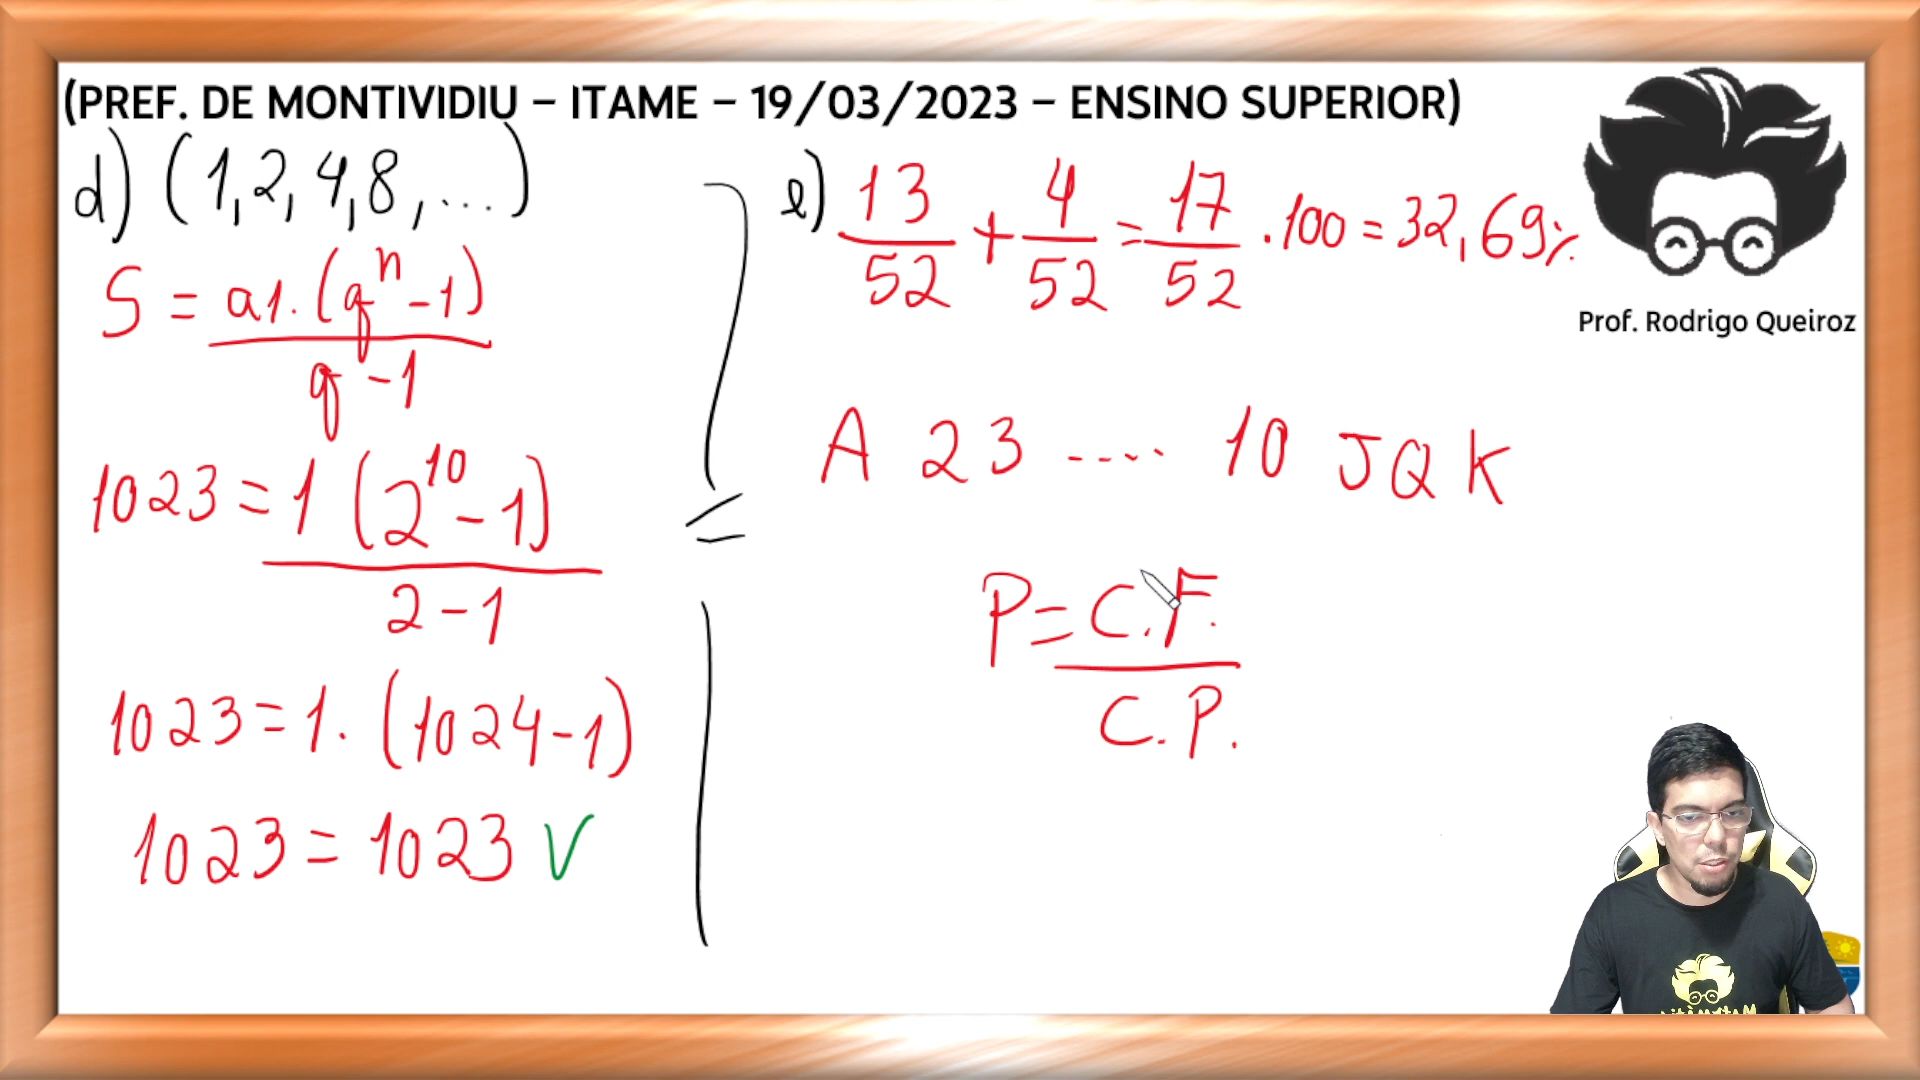 (PREF. DE MONTIVIDIU – ITAME – 19/03/2023 – ENSINO SUPERIOR)
d) (1,2,4,8,...)
S = a1.(q^n-1)
q-1
1023 = 1 (2^10-1)
2-1
1023 = 1. (1024-1)
1023 = 1023 V
e) 13/52 + 4/52 = 17/52 .100 = 32,69%
A 2 3 .... 10 J Q K
P = C.F.
C.P.
Prof. Rodrigo Queiroz